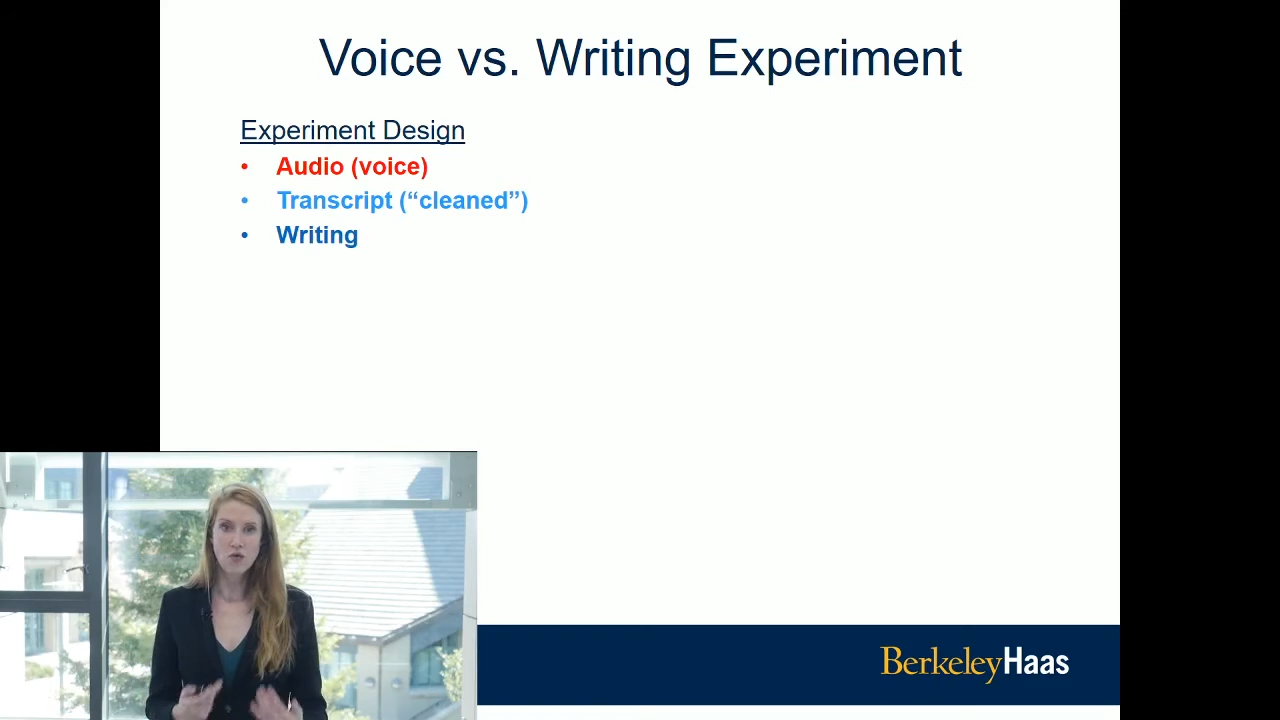 Voice vs. Writing Experiment
Experiment Design
• Audio (voice)
• Transcript (“cleaned”)
• Writing
BerkeleyHaas